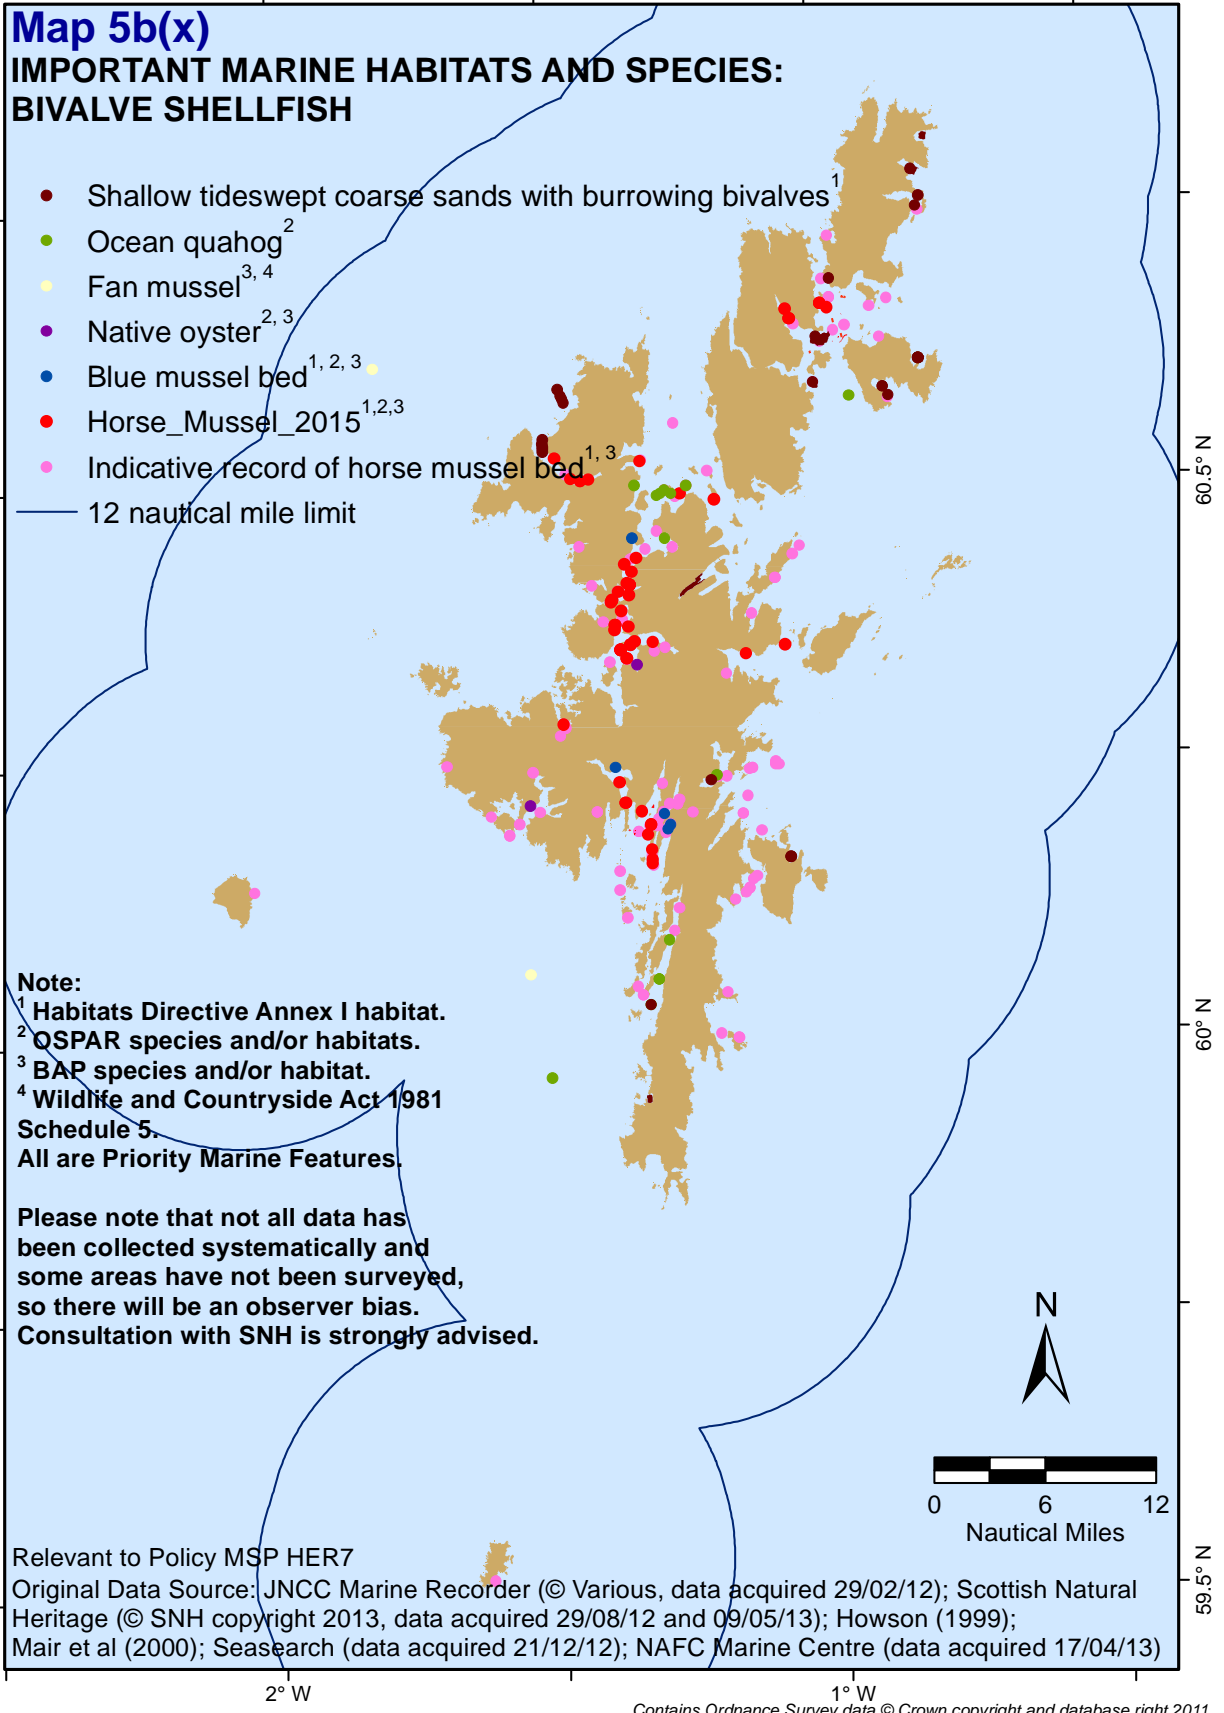 Map 5b(x)
IMPORTANT MARINE HABITATS AND SPECIES:
BIVALVE SHELLFISH
Shallow tideswept coarse sands with burrowing bivalves1
Ocean quahog2
Fan mussel3, 4
Native oyster2, 3
Blue mussel bed1, 2, 3
Horse_Mussel_20151,2,3
Indicative record of horse mussel bed1, 3
12 nautical mile limit
60.5° N
60° N
Note:
1 Habitats Directive Annex I habitat.
2 OSPAR species and/or habitats.
3 BAP species and/or habitat.
4 Wildlife and Countryside Act 1981
Schedule 5.
All are Priority Marine Features.
Please note that not all data has
been collected systematically and
some areas have not been surveyed,
so there will be an observer bias.
Consultation with SNH is strongly advised.
N
0 6 12
Nautical Miles
59.5° N
Relevant to Policy MSP HER7
Original Data Source: JNCC Marine Recorder (© Various, data acquired 29/02/12); Scottish Natural
Heritage (© SNH copyright 2013, data acquired 29/08/12 and 09/05/13); Howson (1999);
Mair et al (2000); Seasearch (data acquired 21/12/12); NAFC Marine Centre (data acquired 17/04/13)
2° W 1° W
Contains Ordnance Survey data © Crown copyright and database right 2011